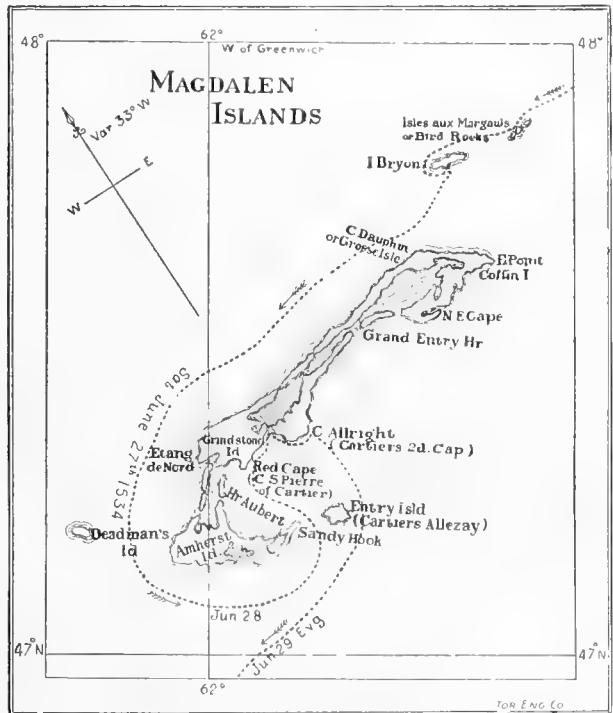 48°
62°
48°
W of Greenwich
MAGDALEN
ISLANDS
Var 33° W
E
W
Isles aux Margauls
or Bird Rocks
I Bryon
C Dauphin
or Grosse Isle
E Point
Coffin I
N E Cape
Grand Entry Hr
Sat June 27th 1534
C Allright
(Cartiers 2d. Cap)
Grindstone
Id
Etang
de Nord
Red Cape
(C S Pierre
of Cartier)
Hr Aubert
Entry Isld
(Cartiers Allezay)
Deadman's
Id
Amherst
Id.
Sandy Hook
Jun 28
Jun 29 Evg
47°
47°N
62°
TOR ENG CO